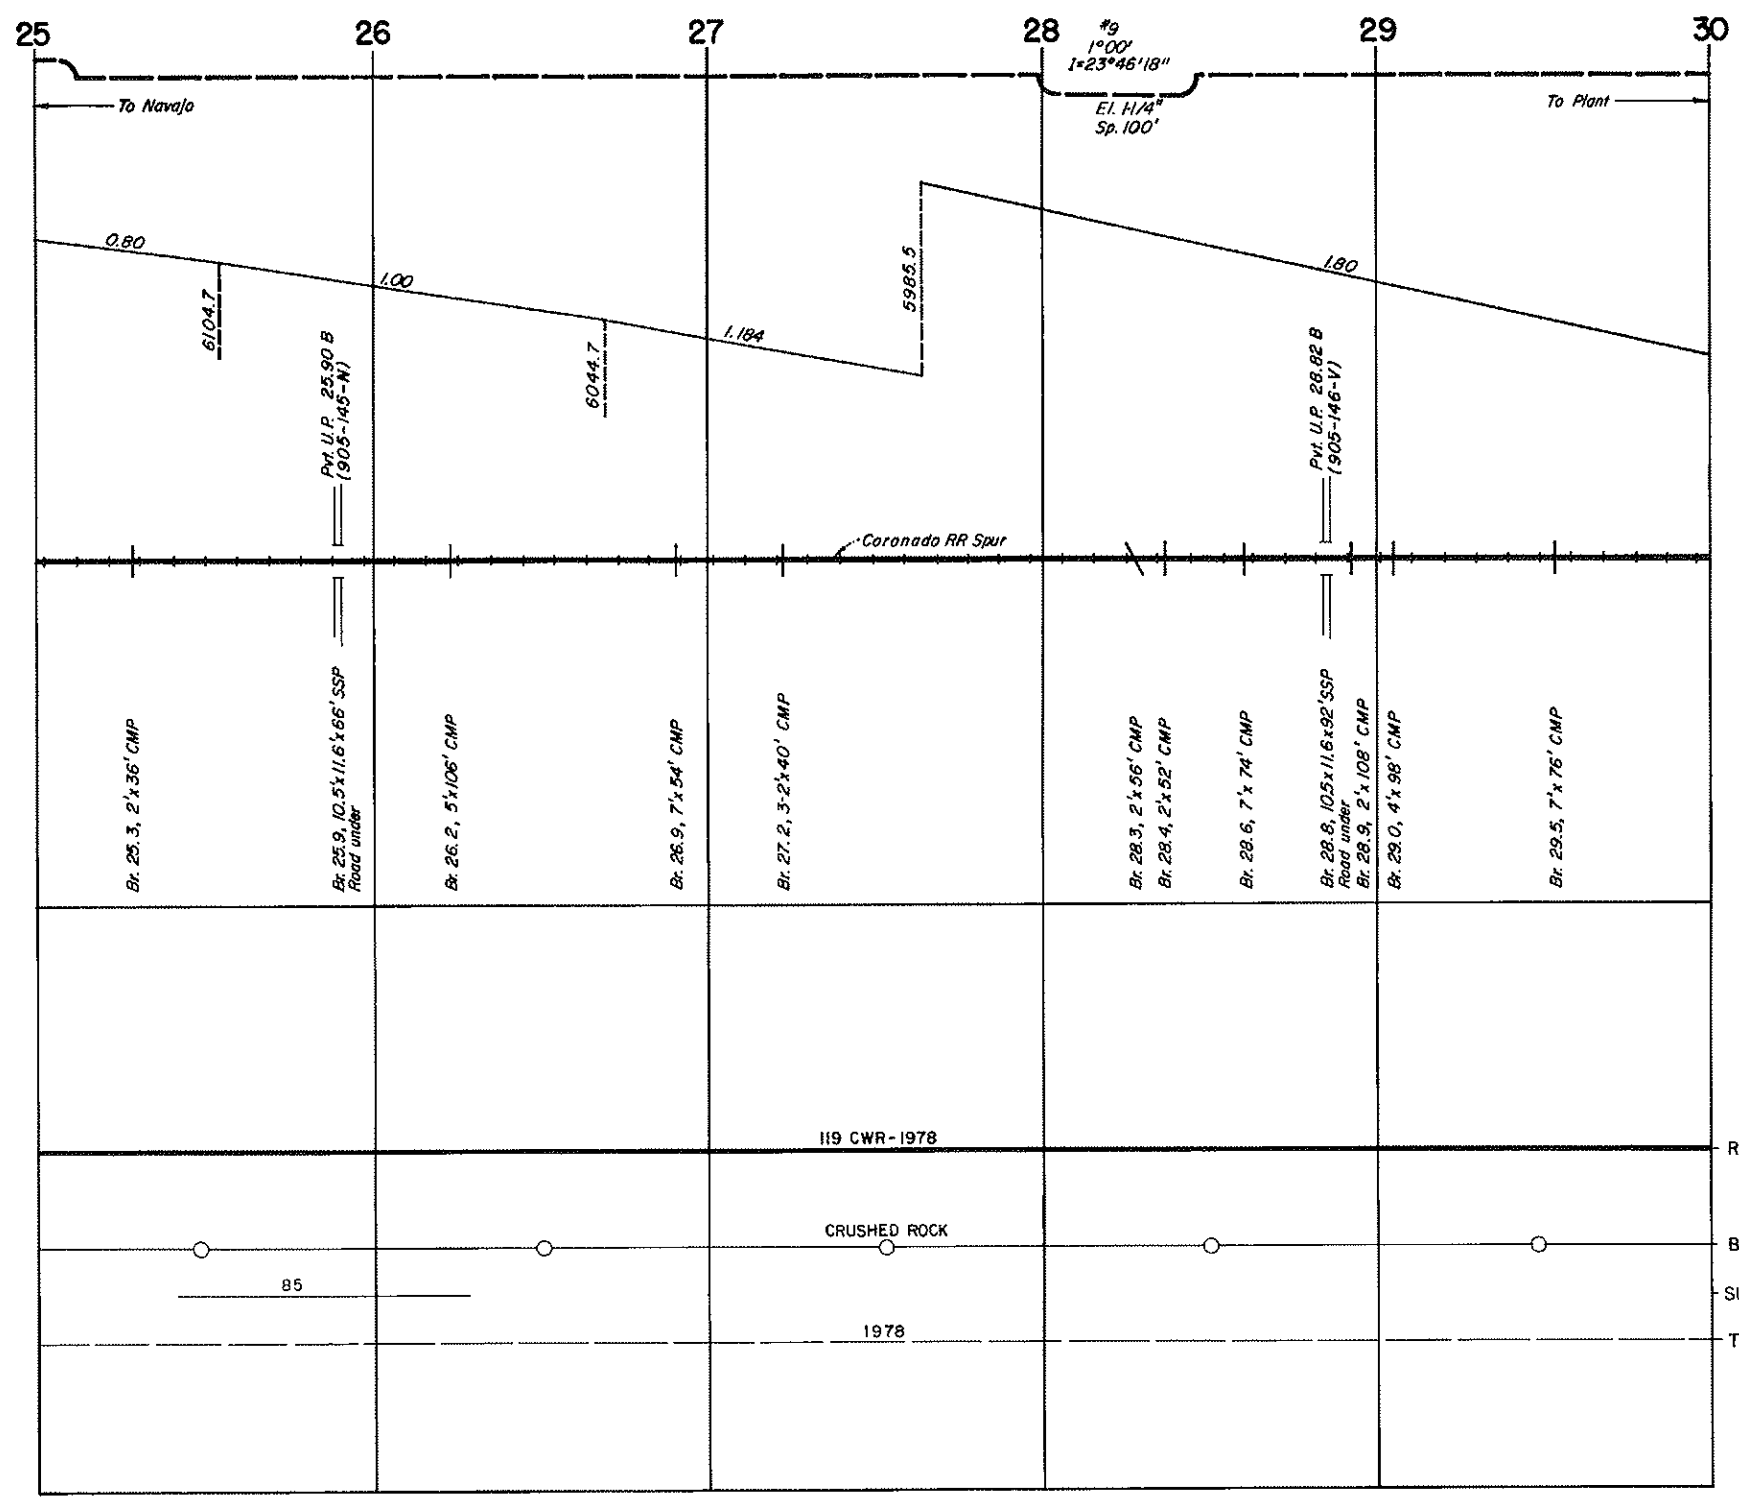 25 26 27 28 29 30
#9
1°00'
I=23°46'18"
To Navajo
To Plant
El. 1-1/4"
Sp. 100'
0.80
6104.7
1.00
6044.7
1.184
5985.5
1.80
Pvt. U.P. 25.90 B
(905-145-N)
Pvt. U.P. 28.82 B
(905-146-V)
Coronado RR Spur
Br. 25.3, 2'x36' CMP
Br. 25.9, 10.5'x11.6'x66' SSP
Road under
Br. 26.2, 5'x106' CMP
Br. 26.9, 7'x54' CMP
Br. 27.2, 3-2'x40' CMP
Br. 28.3, 2'x56' CMP
Br. 28.4, 2'x52' CMP
Br. 28.6, 7'x 74' CMP
Br. 28.8, 10.5x11.6x92' SSP
Road under
Br. 28.9, 2'x 108' CMP
Br. 29.0, 4'x98' CMP
Br. 29.5, 7'x 76' CMP
119 CWR-1978
R
CRUSHED ROCK
B
85
1978
T